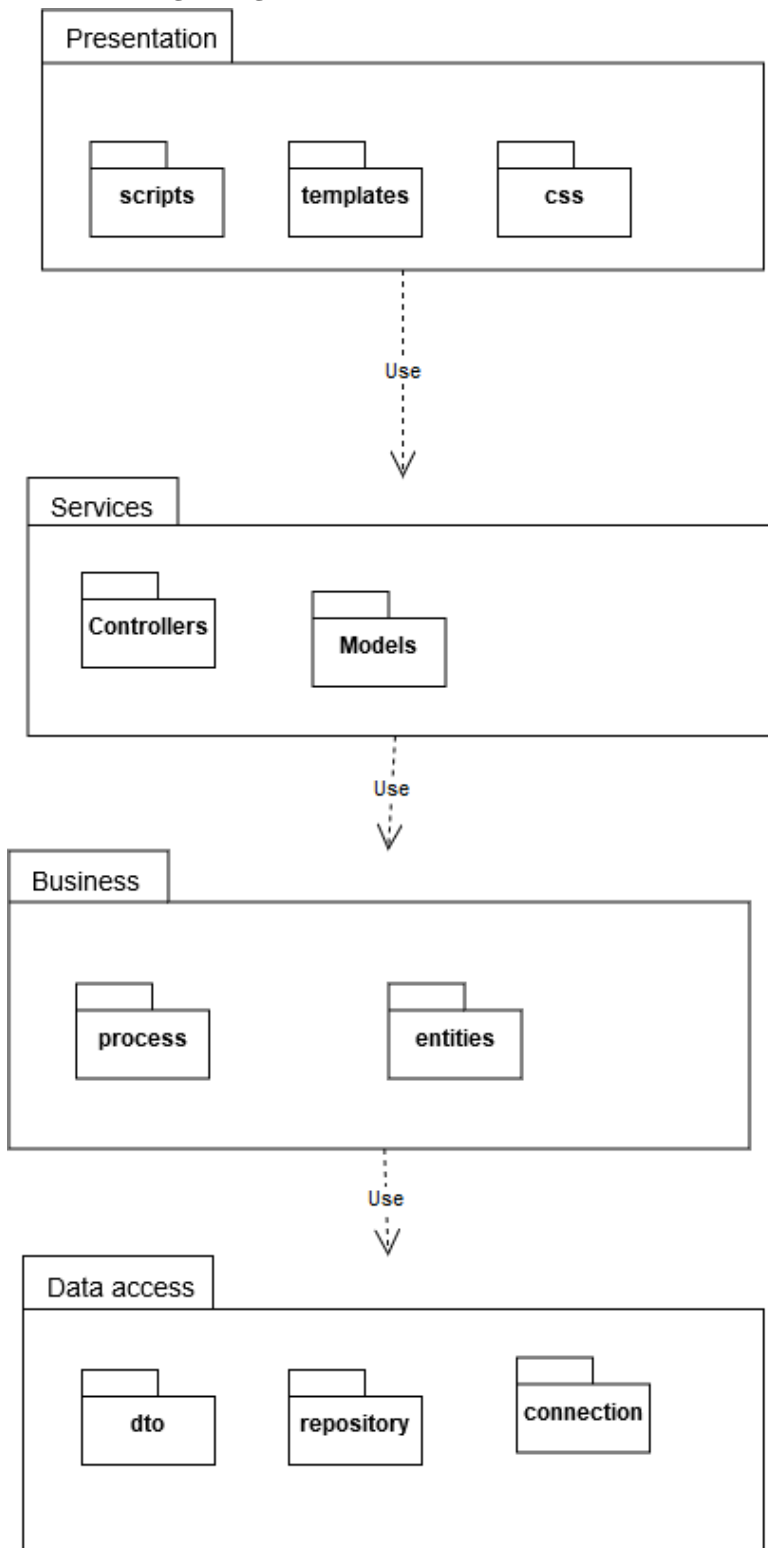 Presentation
scripts
templates
css
Use
Services
Controllers
Models
Use
Business
process
entities
Use
Data access
dto
repository
connection